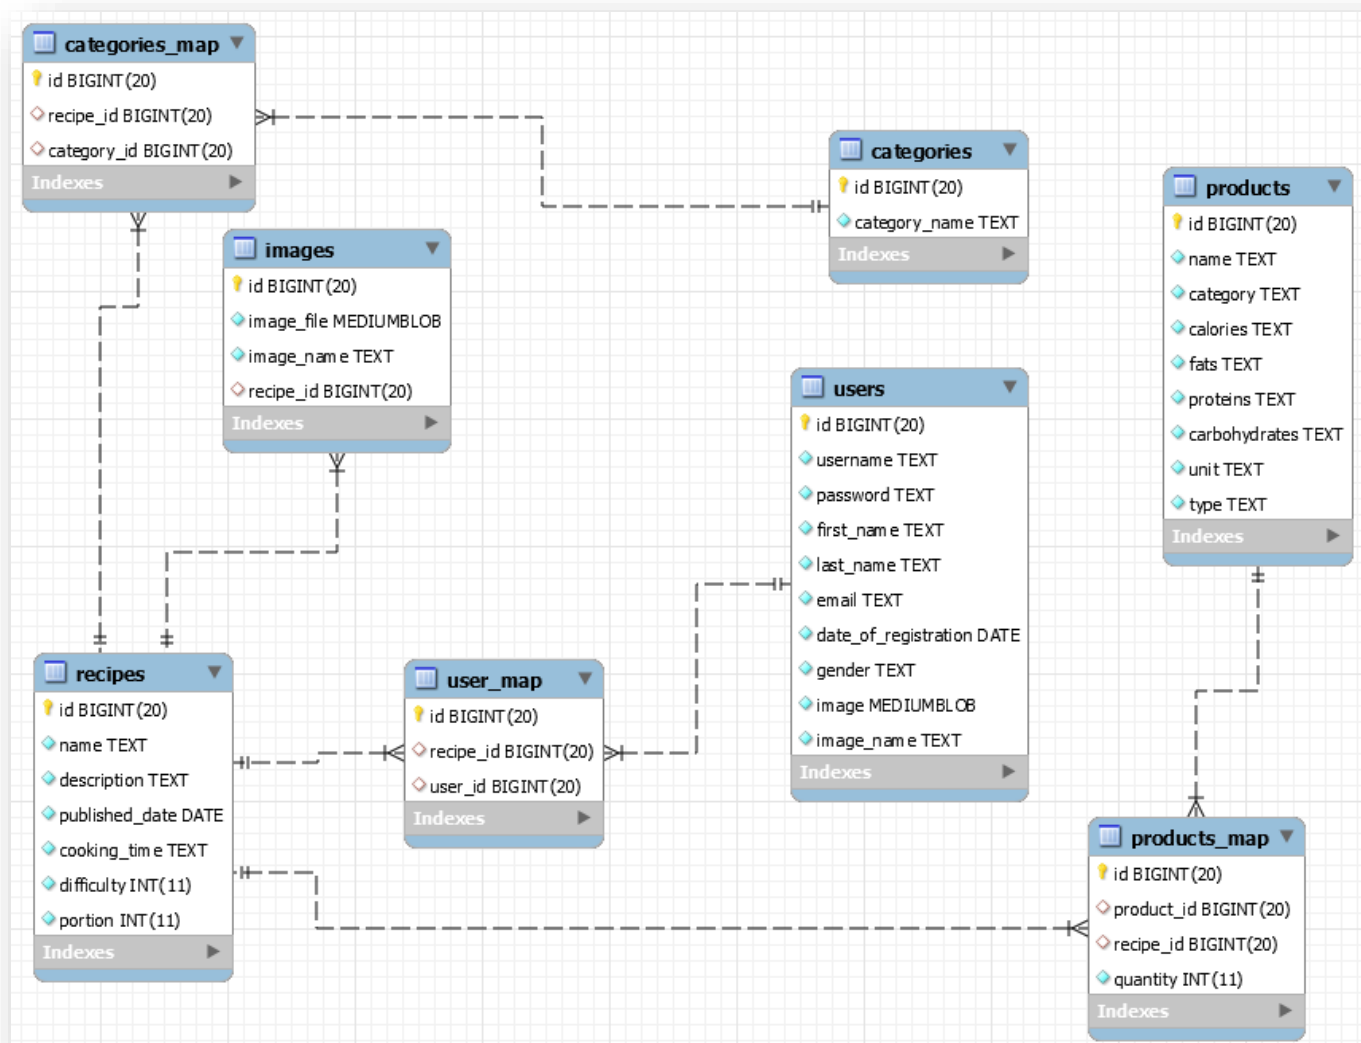 categories_map
id BIGINT(20)
recipe_id BIGINT(20)
category_id BIGINT(20)
Indexes
images
id BIGINT(20)
image_file MEDIUMBLOB
image_name TEXT
recipe_id BIGINT(20)
Indexes
categories
id BIGINT(20)
category_name TEXT
Indexes
products
id BIGINT(20)
name TEXT
category TEXT
calories TEXT
fats TEXT
proteins TEXT
carbohydrates TEXT
unit TEXT
type TEXT
Indexes
users
id BIGINT(20)
username TEXT
password TEXT
first_name TEXT
last_name TEXT
email TEXT
date_of_registration DATE
gender TEXT
image MEDIUMBLOB
image_name TEXT
Indexes
recipes
id BIGINT(20)
name TEXT
description TEXT
published_date DATE
cooking_time TEXT
difficulty INT(11)
portion INT(11)
Indexes
user_map
id BIGINT(20)
recipe_id BIGINT(20)
user_id BIGINT(20)
Indexes
products_map
id BIGINT(20)
product_id BIGINT(20)
recipe_id BIGINT(20)
quantity INT(11)
Indexes